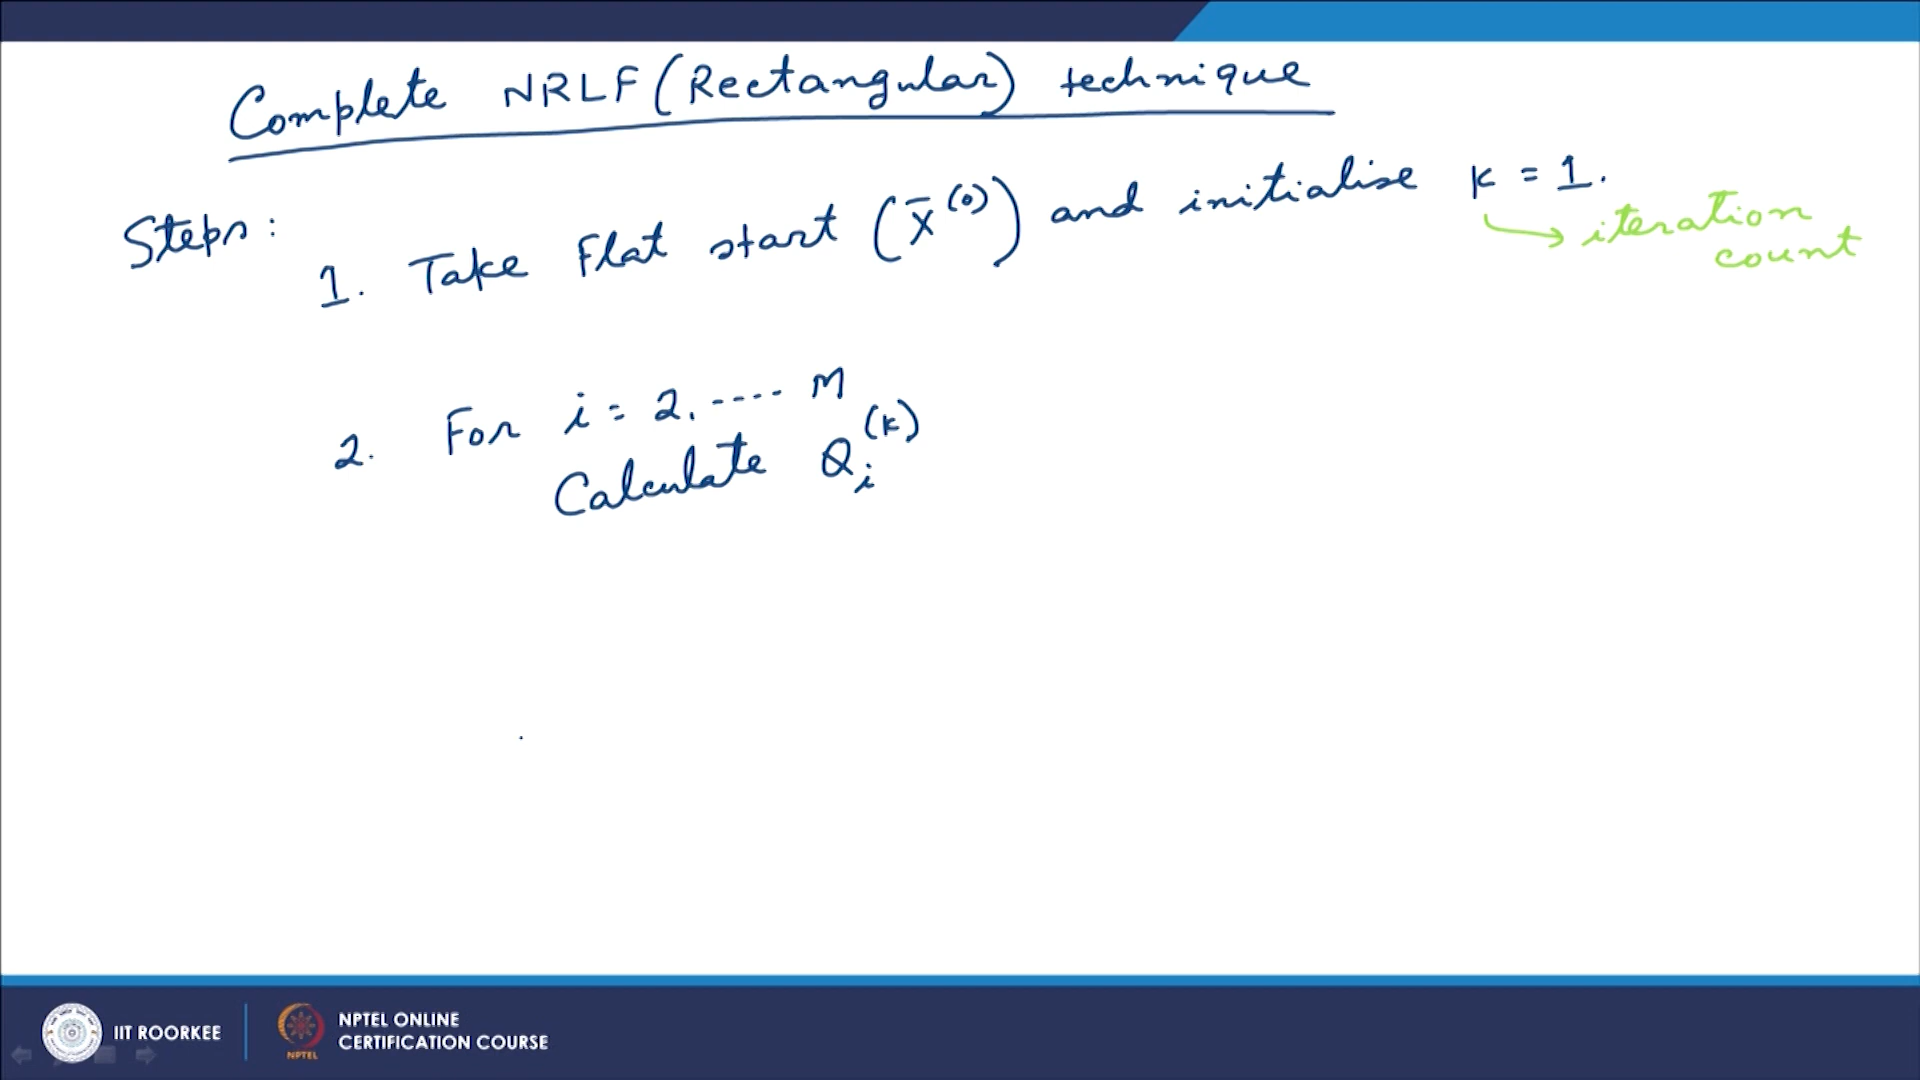 Complete NRLF (Rectangular) technique
Steps:
1. Take Flat start (x̄^(0)) and initialise k = 1.
→ iteration
count
2. For i = 2, ---- M
Calculate Q_i^(k)
IIT ROORKEE
NPTEL
NPTEL ONLINE
CERTIFICATION COURSE